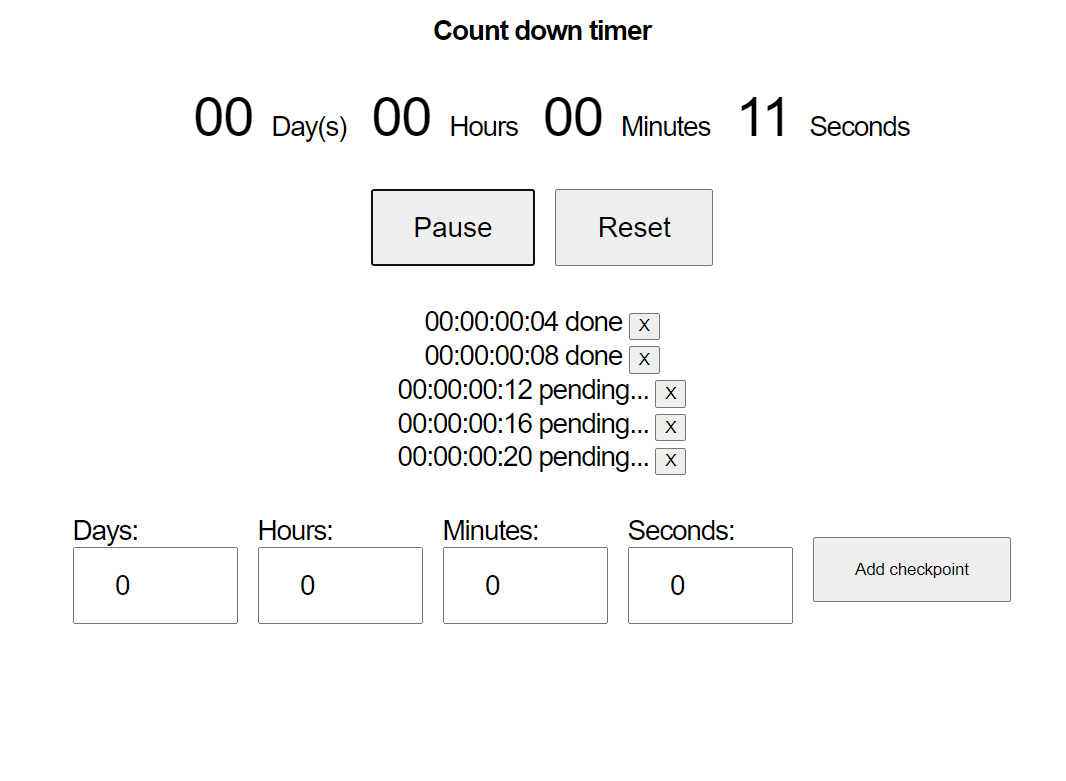 Count down timer
00 Day(s) 00 Hours 00 Minutes 11 Seconds
Pause Reset
00:00:00:04 done X
00:00:00:08 done X
00:00:00:12 pending... X
00:00:00:16 pending... X
00:00:00:20 pending... X
Days: Hours: Minutes: Seconds:
0 0 0 0 Add checkpoint